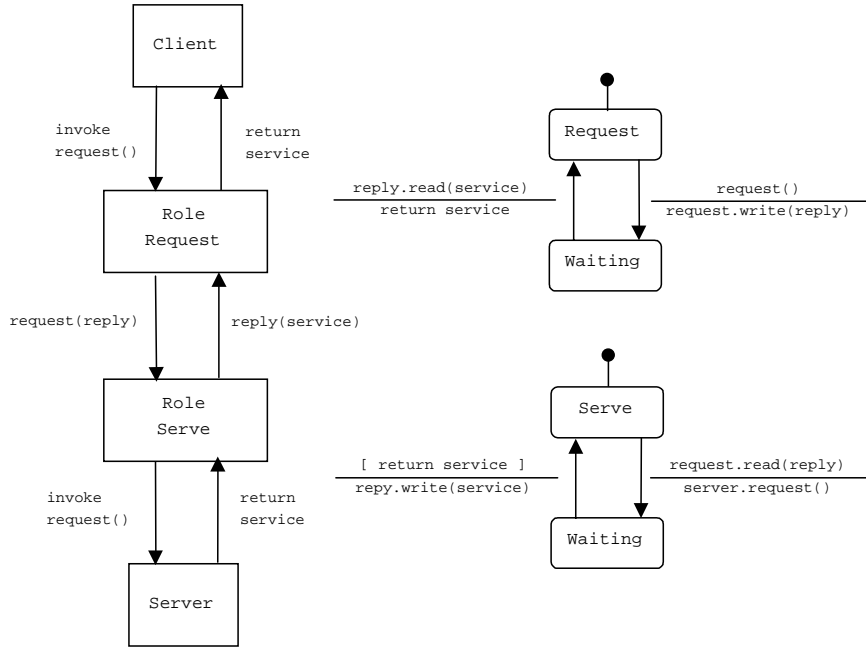 Client
invoke
request()
return
service
Role
Request
request(reply)
reply(service)
Role
Serve
invoke
request()
return
service
Server
Request
reply.read(service)
return service
request()
request.write(reply)
Waiting
Serve
[ return service ]
repy.write(service)
request.read(reply)
server.request()
Waiting